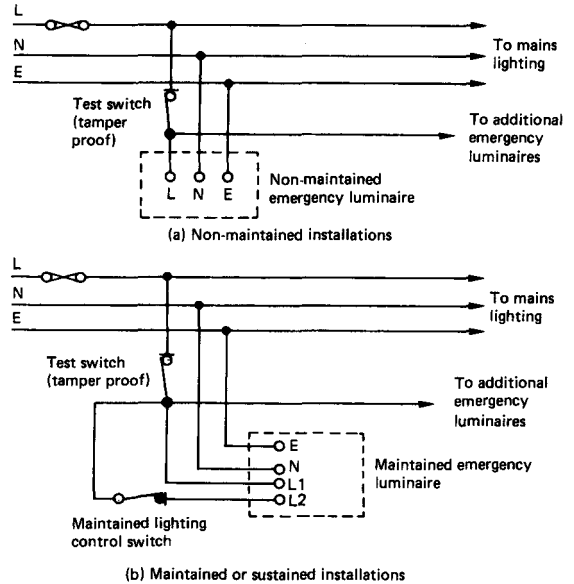 L
N
E
To mains
lighting
Test switch
(tamper
proof)
To additional
emergency
luminaires
L N E
Non-maintained
emergency luminaire
(a) Non-maintained installations
L
N
E
To mains
lighting
Test switch
(tamper proof)
To additional
emergency
luminaires
E
N
L1
L2
Maintained emergency
luminaire
Maintained lighting
control switch
(b) Maintained or sustained installations